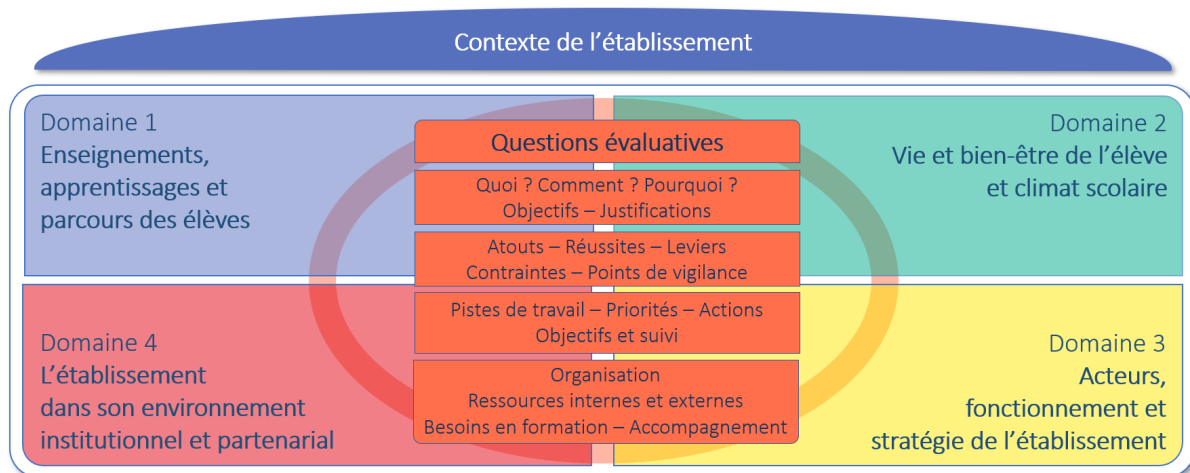 Contexte de l’établissement
Domaine 1
Enseignements,
apprentissages et
parcours des élèves
Domaine 2
Vie et bien-être de l’élève
et climat scolaire
Questions évaluatives
Quoi ? Comment ? Pourquoi ?
Objectifs – Justifications
Atouts – Réussites – Leviers
Contraintes – Points de vigilance
Pistes de travail – Priorités – Actions
Objectifs et suivi
Organisation
Ressources internes et externes
Besoins en formation – Accompagnement
Domaine 4
L’établissement
dans son environnement
institutionnel et partenarial
Domaine 3
Acteurs,
fonctionnement et
stratégie de l’établissement